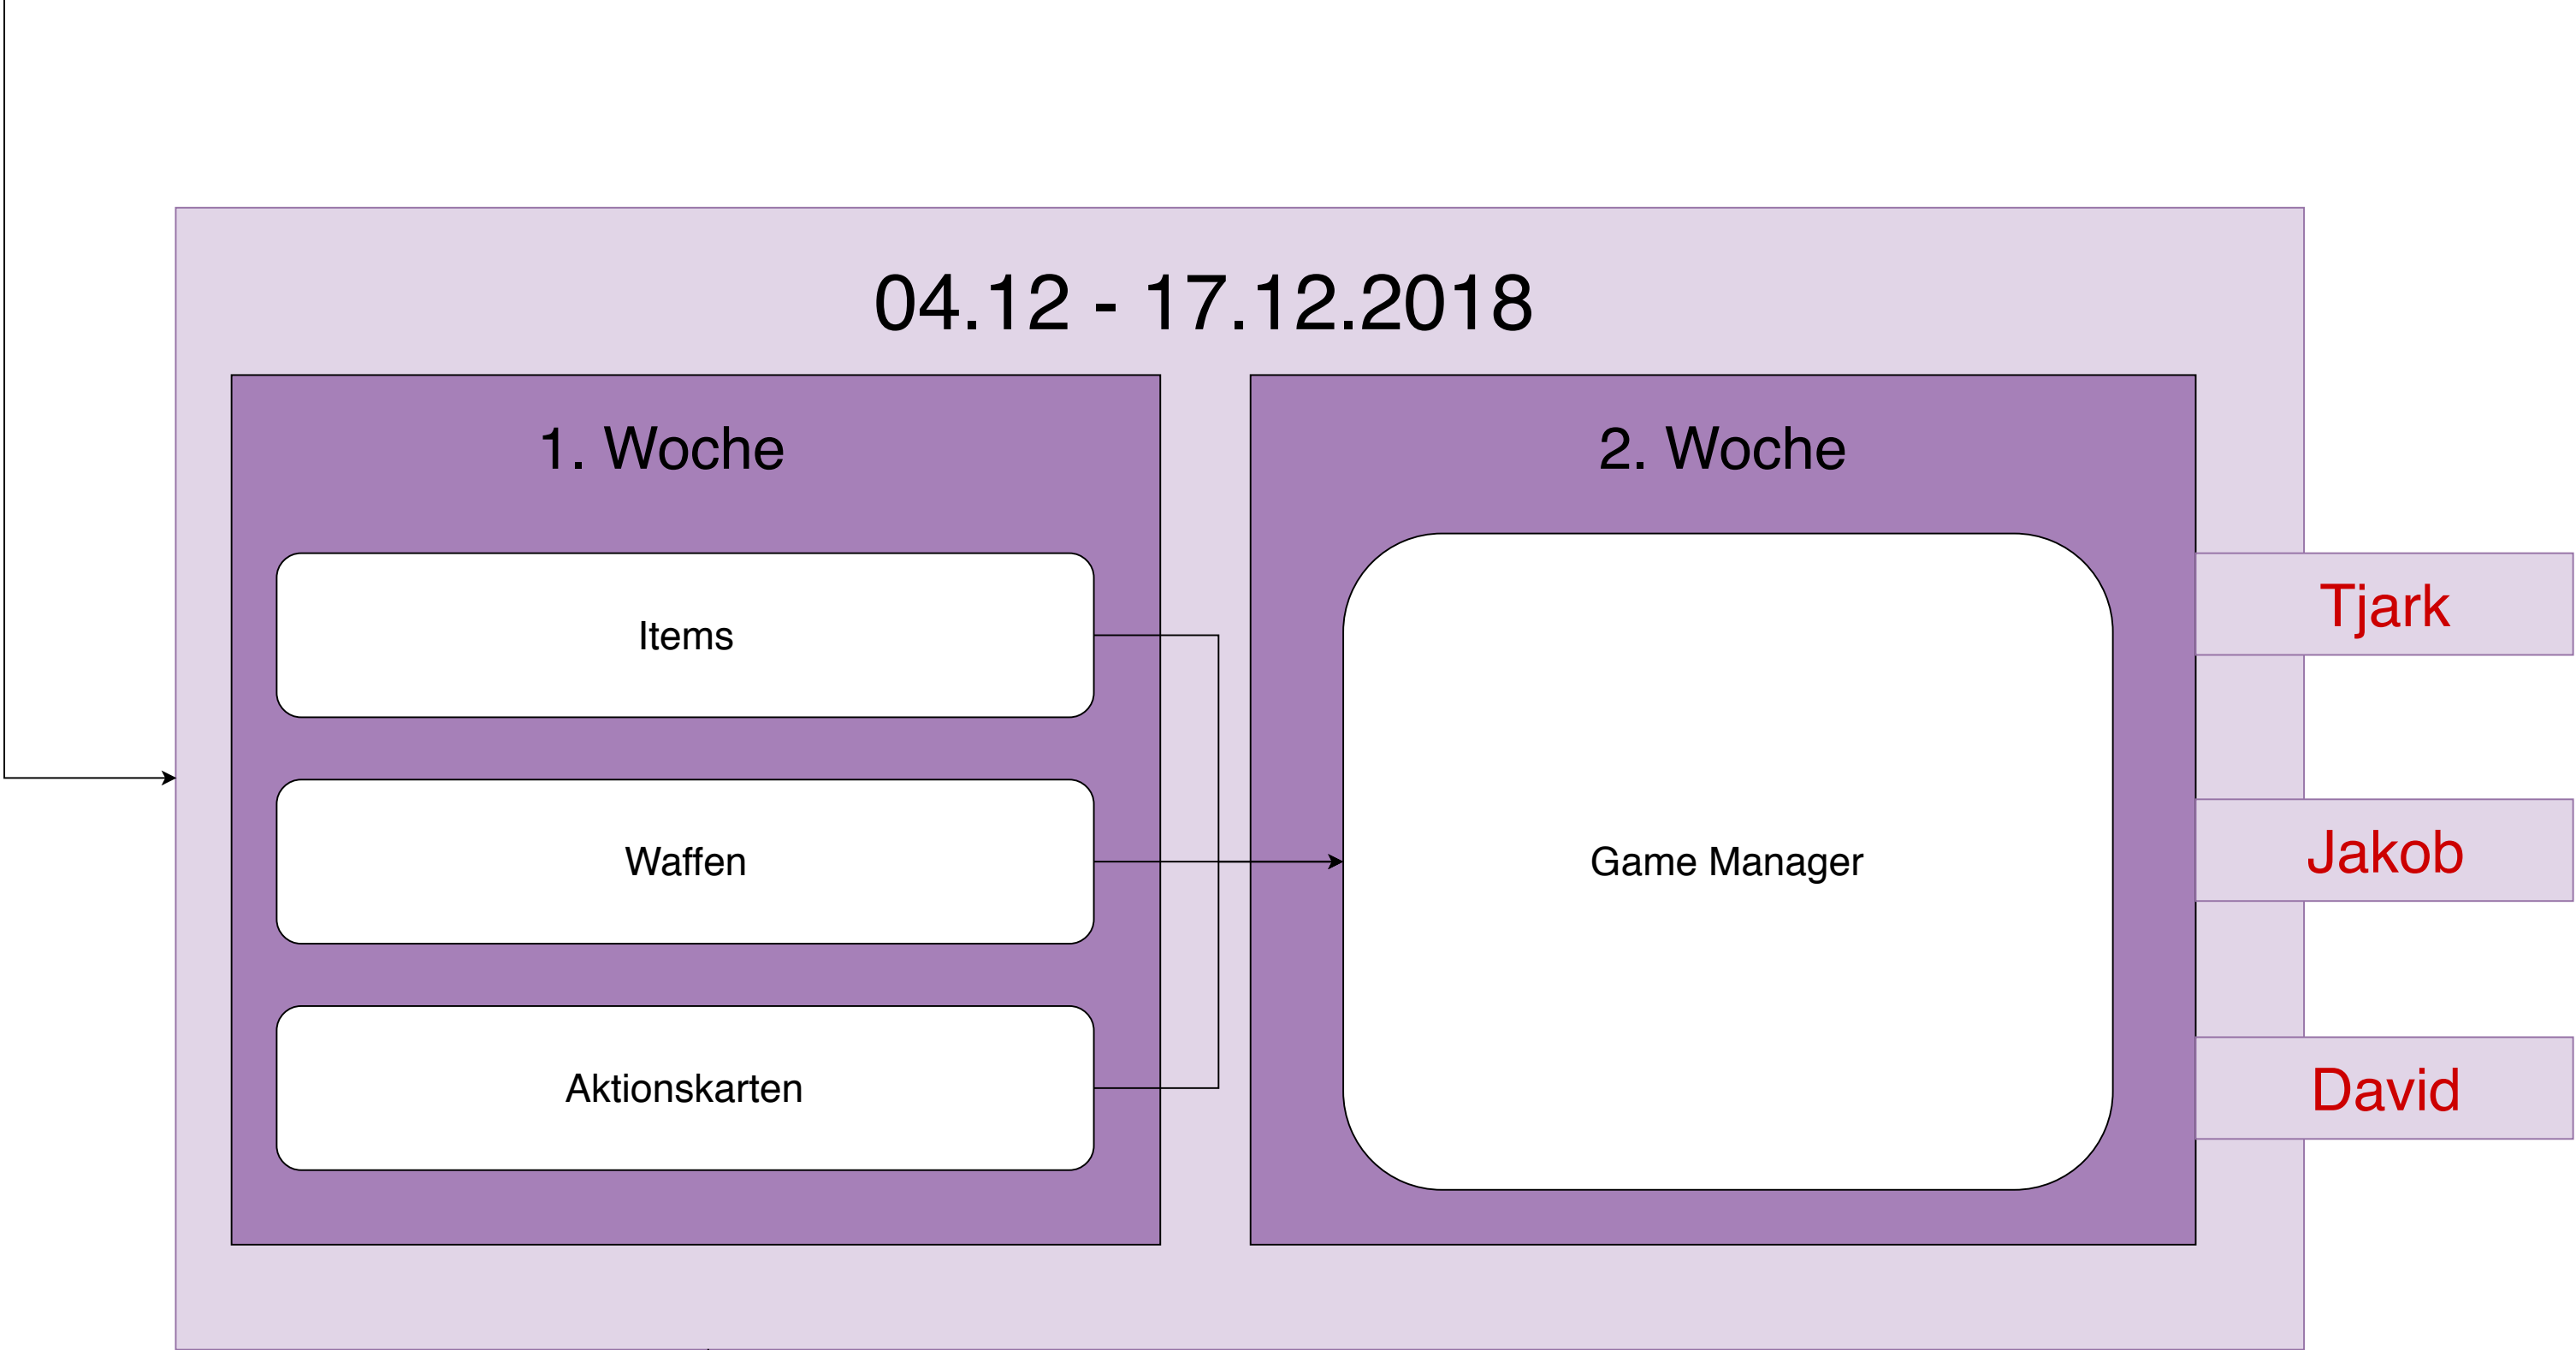 04.12 - 17.12.2018
1. Woche
Items
Waffen
Aktionskarten
2. Woche
Game Manager
Tjark
Jakob
David